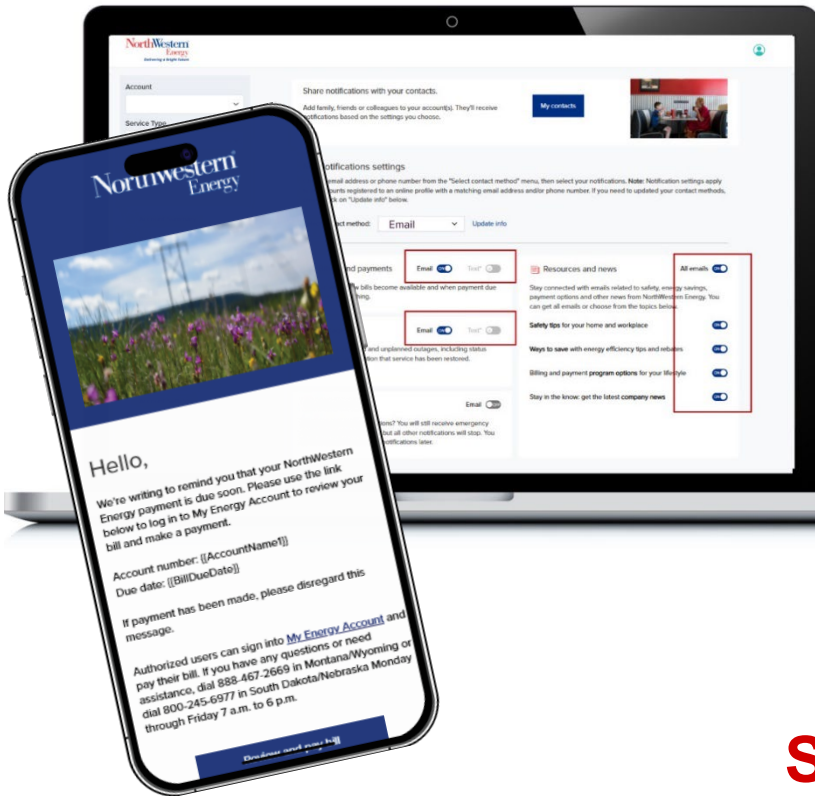 NorthWestern
Energy
Delivering a Bright Future
Account
Service Type
Share notifications with your contacts.
Add family, friends or colleagues to your account(s). They'll receive
notifications based on the settings you choose.
My contacts
notifications settings
email address or phone number from the "Select contact method" menu, then select your notifications. Note: Notification settings apply
registered to an online profile with a matching email address and/or phone number. If you need to updated your contact methods,
on "Update info" below.
method:
Email
Update info
payments
Email ON
Text*
bills become available and when payment due
Email ON
Text*
and unplanned outages, including status
that service has been restored.
Email OFF
You will still receive emergency
but all other notifications will stop. You
notifications later.
Resources and news
All emails ON
Stay connected with emails related to safety, energy savings,
payment options and other news from NorthWestern Energy. You
can get all emails or choose from the topics below.
Safety tips for your home and workplace ON
Ways to save with energy efficiency tips and rebates ON
Billing and payment program options for your lifestyle ON
Stay in the know: get the latest company news ON
NorthWestern
Energy
Hello,
We're writing to remind you that your NorthWestern
Energy payment is due soon. Please use the link
below to log in to My Energy Account to review your
bill and make a payment.
Account number: {{AccountName1}}
Due date: {{BillDueDate}}
If payment has been made, please disregard this
message.
Authorized users can sign into My Energy Account and
pay their bill. If you have any questions or need
assistance, dial 888-467-2669 in Montana/Wyoming or
dial 800-245-6977 in South Dakota/Nebraska Monday
through Friday 7 a.m. to 6 p.m.
Review and pay bill
S